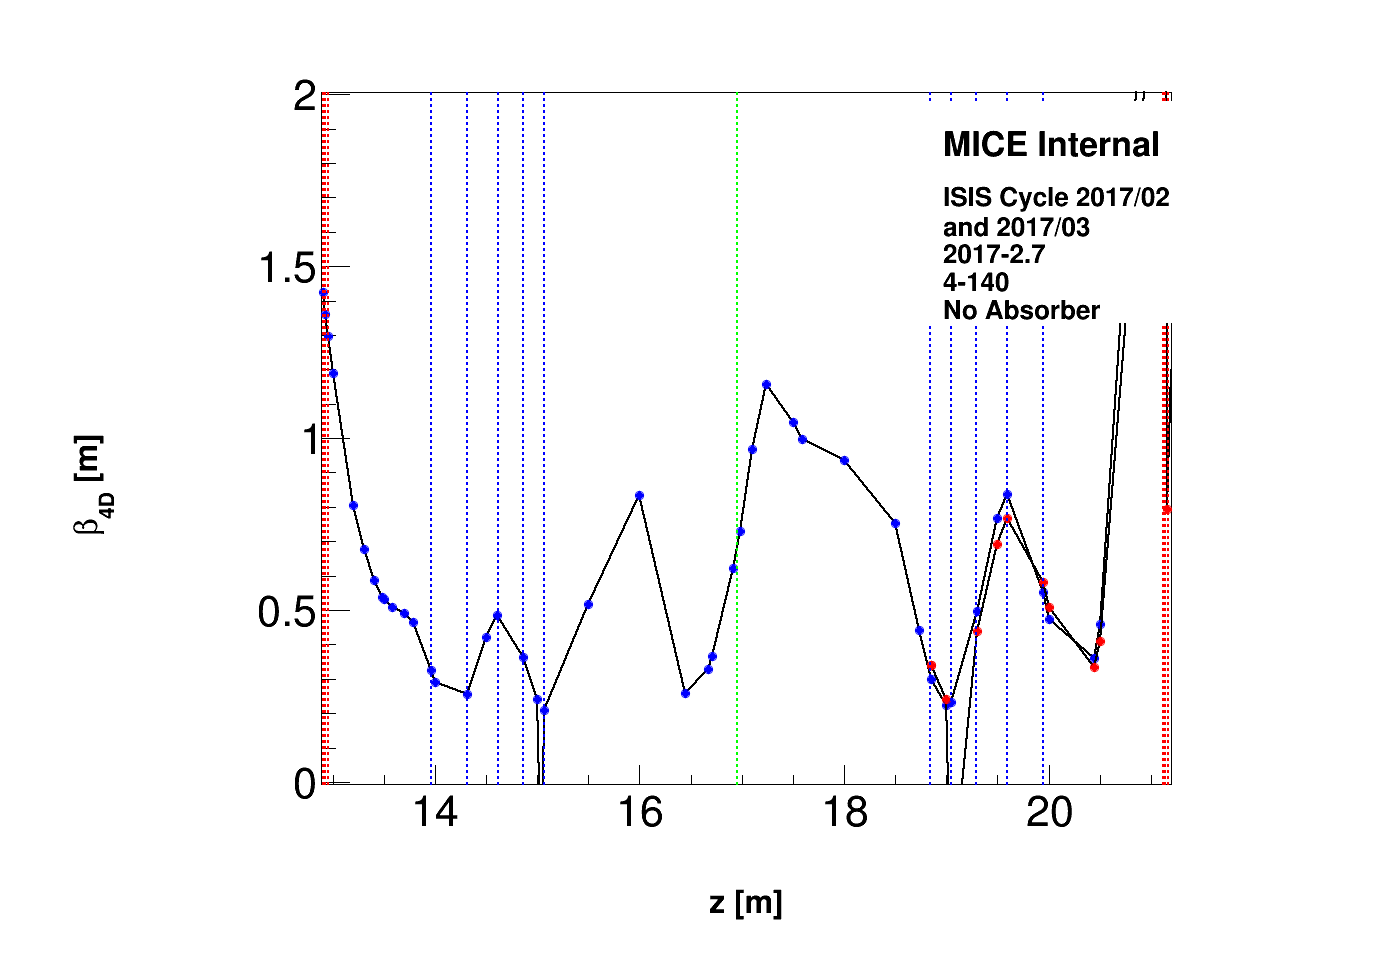 2
MICE Internal
ISIS Cycle 2017/02
and 2017/03
2017-2.7
4-140
No Absorber
1.5
1
0.5
0
β4D [m]
14 16 18 20
z [m]